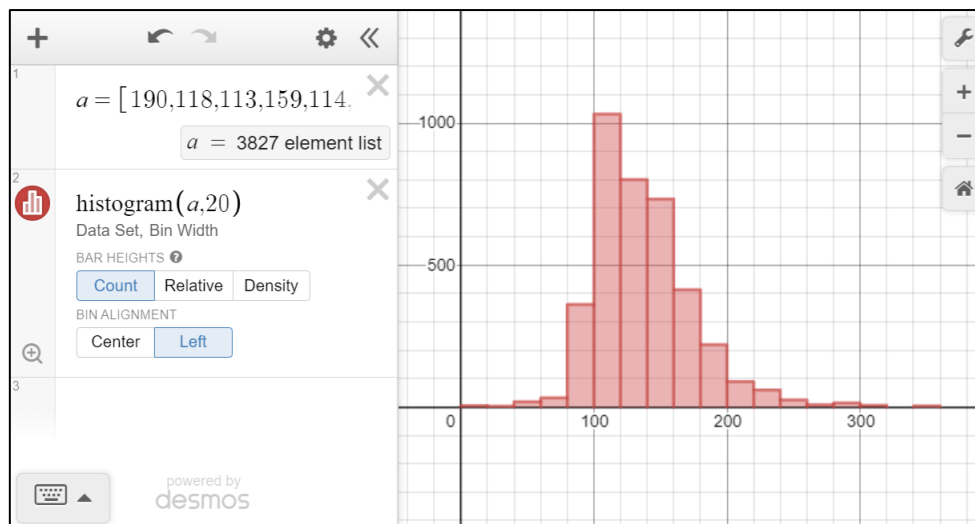 1
a = [190,118,113,159,114,
a = 3827 element list
2
histogram(a,20)
Data Set, Bin Width
BAR HEIGHTS ?
Count Relative Density
BIN ALIGNMENT
Center Left
3
powered by
desmos
1000
500
0 100 200 300